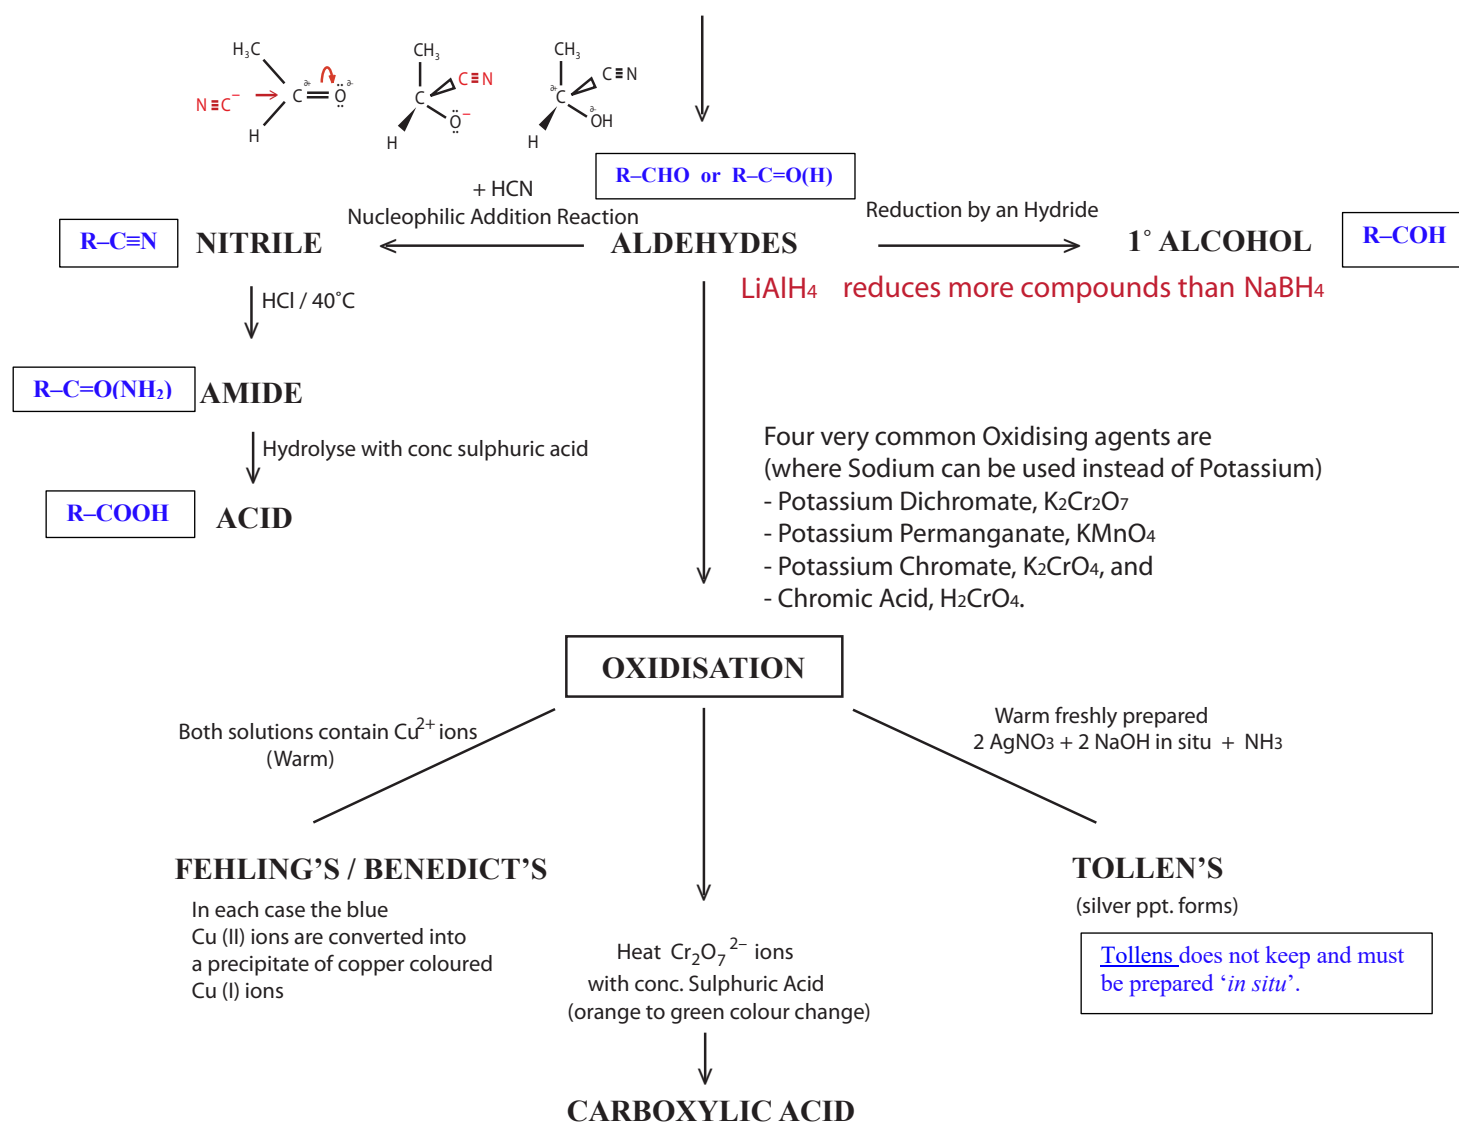 H₃C
N≡C⁻
C
Ö
H
∂+
∂-
CH₃
C≡N
C
Ö⁻
H
CH₃
C≡N
∂+
C
∂-
OH
H
R–CHO or R–C=O(H)
+ HCN
Nucleophilic Addition Reaction
Reduction by an Hydride
R–C≡N NITRILE
ALDEHYDES
1° ALCOHOL R–COH
LiAlH4 reduces more compounds than NaBH4
HCl / 40°C
R–C=O(NH₂) AMIDE
Hydrolyse with conc sulphuric acid
R–COOH ACID
Four very common Oxidising agents are
(where Sodium can be used instead of Potassium)
- Potassium Dichromate, K2Cr2O7
- Potassium Permanganate, KMnO4
- Potassium Chromate, K2CrO4, and
- Chromic Acid, H2CrO4.
OXIDISATION
Both solutions contain Cu²⁺ ions
(Warm)
Warm freshly prepared
2 AgNO3 + 2 NaOH in situ + NH3
FEHLING’S / BENEDICT’S
In each case the blue
Cu (II) ions are converted into
a precipitate of copper coloured
Cu (I) ions
Heat Cr₂O₇²⁻ ions
with conc. Sulphuric Acid
(orange to green colour change)
CARBOXYLIC ACID
TOLLEN’S
(silver ppt. forms)
Tollens does not keep and must
be prepared ‘in situ’.